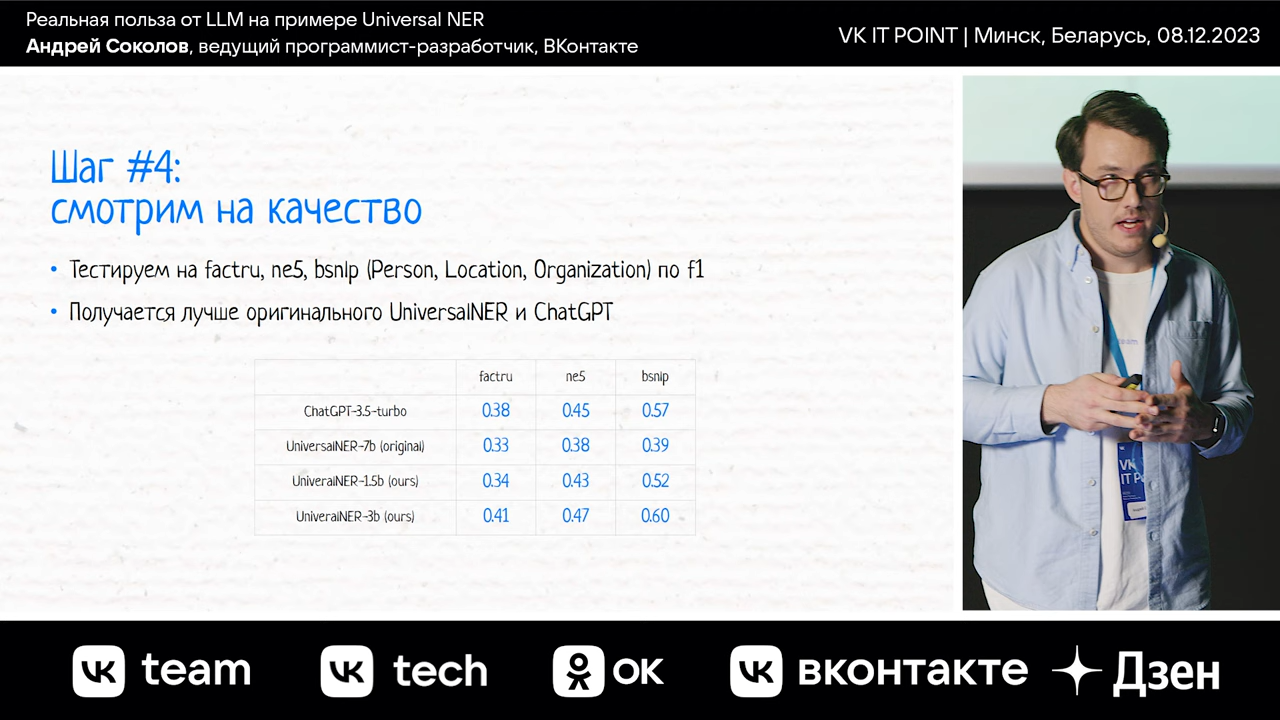 Реальная польза от LLM на примере Universal NER
Андрей Соколов, ведущий программист-разработчик, ВКонтакте
VK IT POINT | Минск, Беларусь, 08.12.2023
Шаг #4:
смотрим на качество
• Тестируем на factru, ne5, bsnlp (Person, Location, Organization) по f1
• Получается лучше оригинального UniversalNER и ChatGPT
factru ne5 bsnlp
ChatGPT-3.5-turbo 0.38 0.45 0.57
UniversalNER-7b (original) 0.33 0.38 0.39
UniveralNER-1.5b (ours) 0.34 0.43 0.52
UniveralNER-3b (ours) 0.41 0.47 0.60
VK
IT
team
tech
ок
вконтакте
Дзен